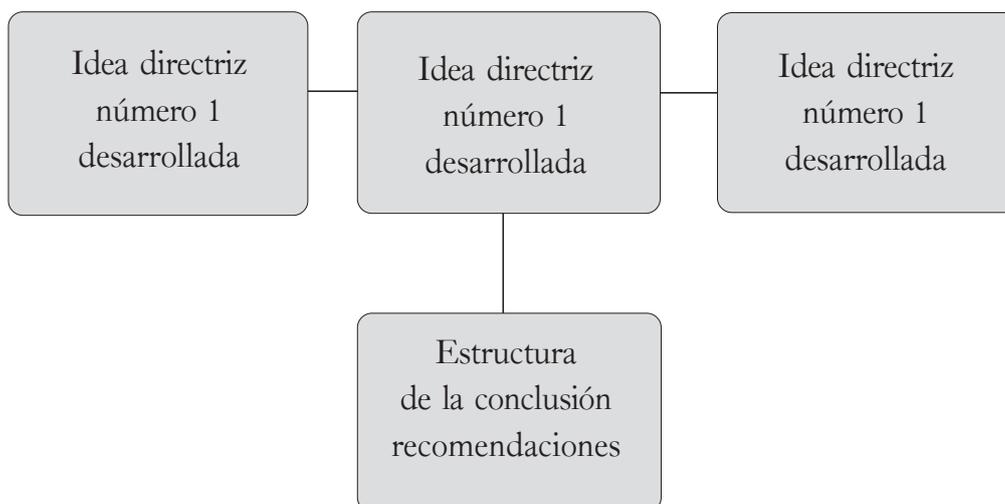 Idea directriz
número 1
desarrollada
Idea directriz
número 1
desarrollada
Idea directriz
número 1
desarrollada
Estructura
de la conclusión
recomendaciones